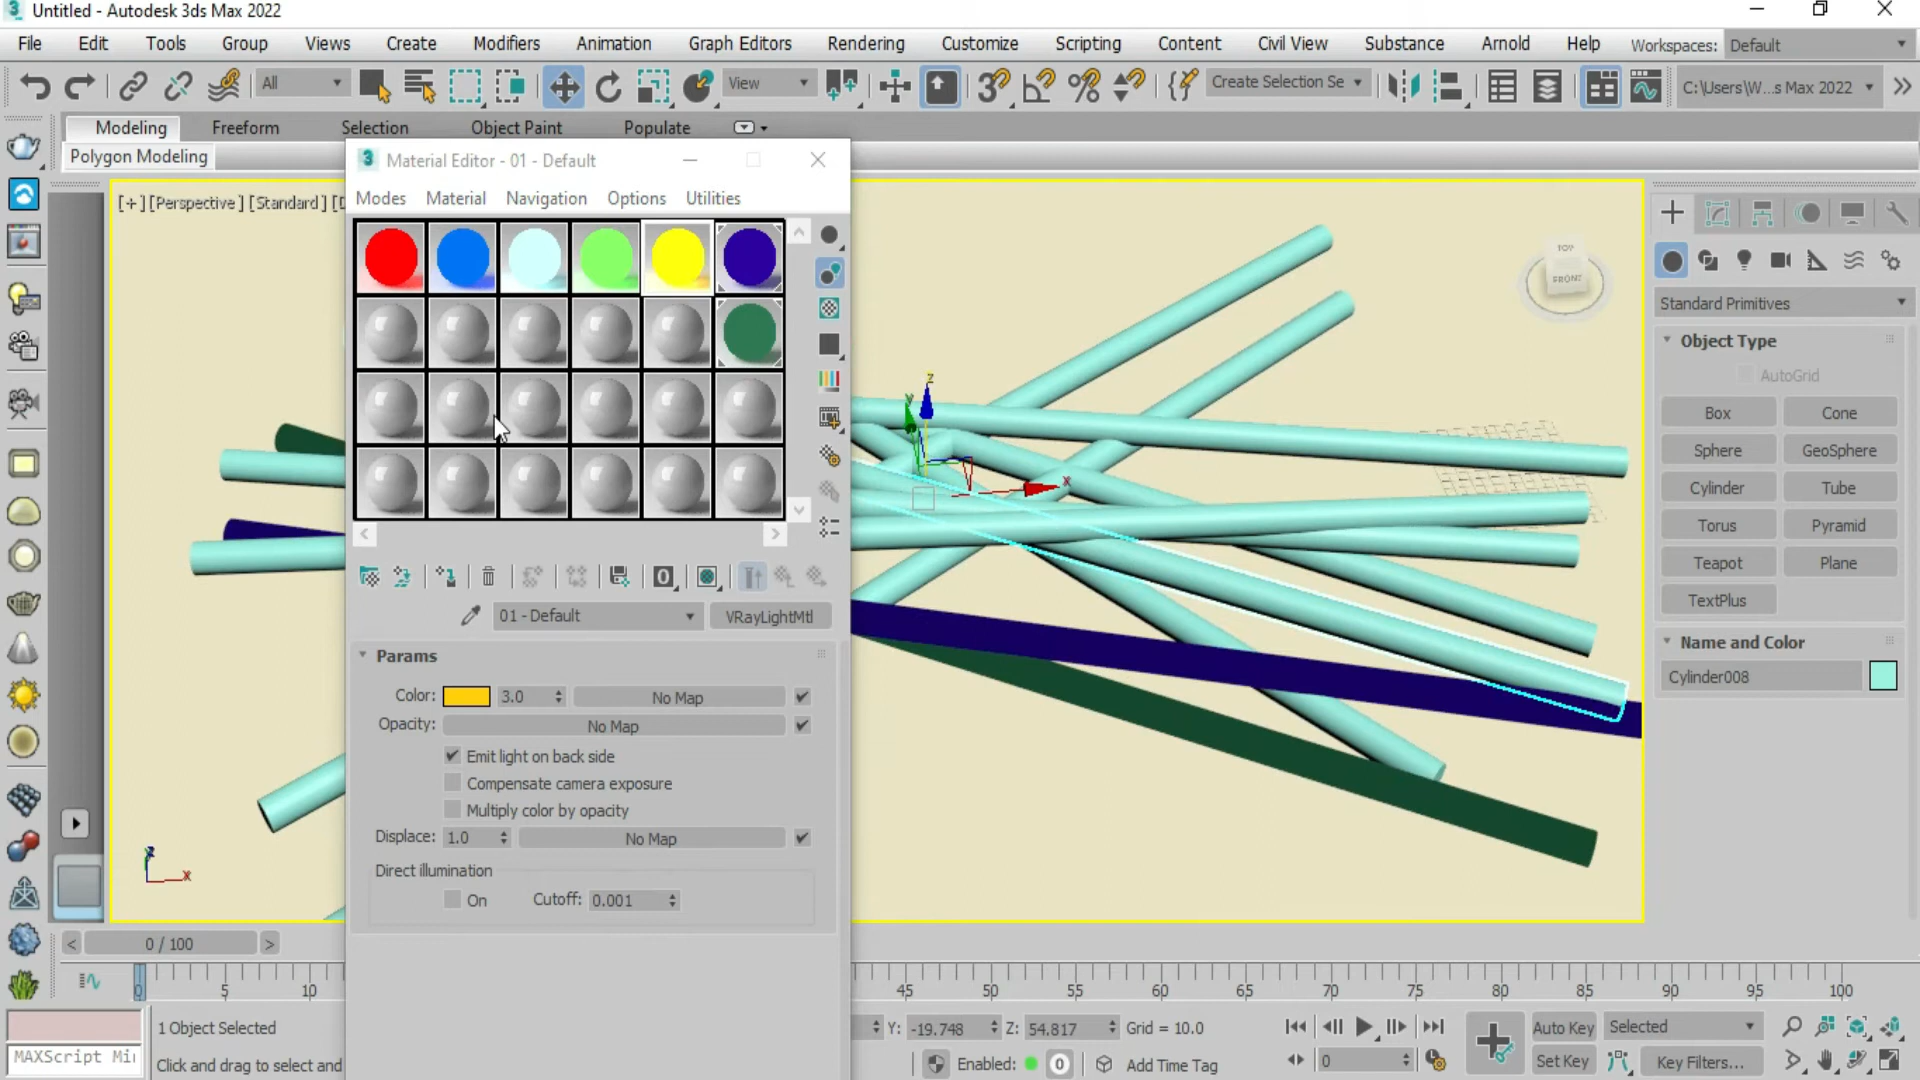 Untitled - Autodesk 3ds Max 2022
File Edit Tools Group Views Create Modifiers Animation Graph Editors Rendering Customize Scripting Content Civil View Substance Arnold Help Workspaces: Default
All View Create Selection Se C:\Users\W...s Max 2022
Modeling Freeform Selection Object Paint Populate
Polygon Modeling
Material Editor - 01 - Default
Modes Material Navigation Options Utilities
[+] [Perspective] [Standard] [D
TOP
FRONT
Standard Primitives
Object Type
AutoGrid
Box Cone
Sphere GeoSphere
Cylinder Tube
Torus Pyramid
Teapot Plane
TextPlus
Name and Color
Cylinder008
z
y
x
01 - Default VRayLightMtl
Params
Color: 3.0 No Map
Opacity: No Map
Emit light on back side
Compensate camera exposure
Multiply color by opacity
Displace: 1.0 No Map
Direct illumination
On Cutoff: 0.001
z
x
0 / 100
0 5 10 45 50 55 60 65 70 75 80 85 90 95 100
1 Object Selected Y: -19.748 Z: 54.817 Grid = 10.0 Auto Key Selected
MAXScript Mi Click and drag to select and Enabled: 0 Add Time Tag 0 Set Key Key Filters...